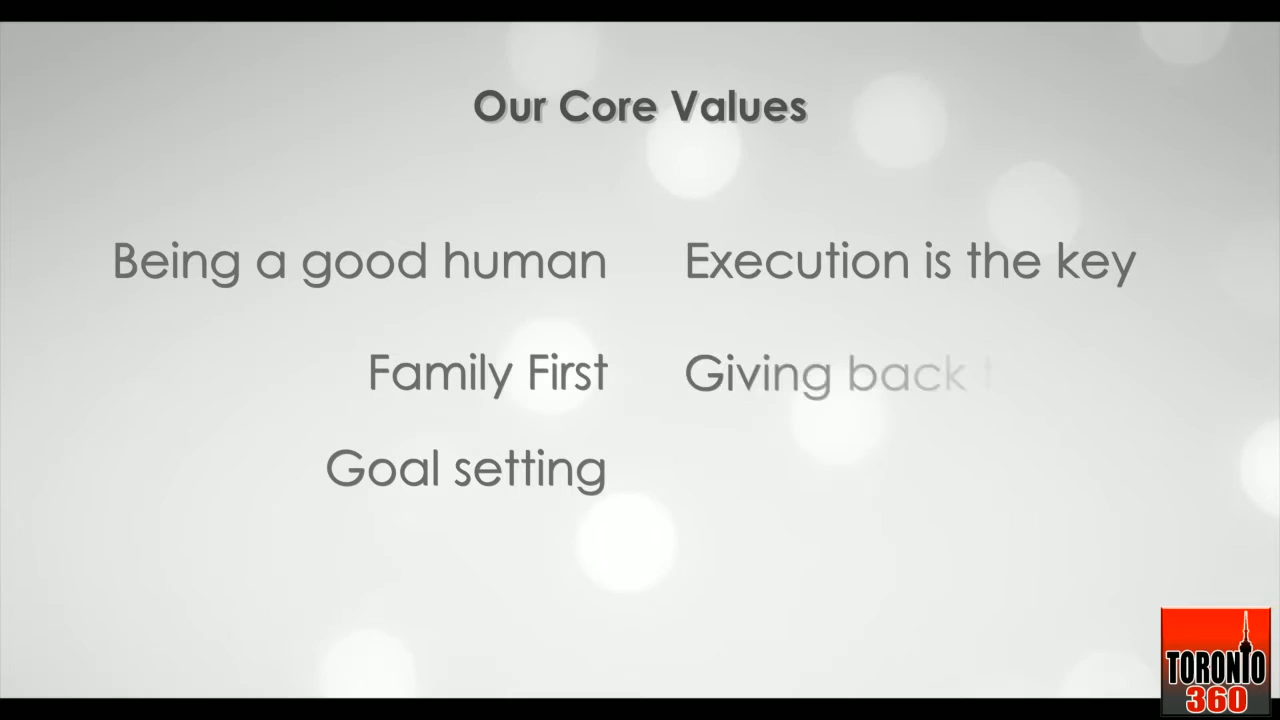 Our Core Values
Being a good human
Execution is the key
Family First
Giving back
Goal setting
TORONTO
360